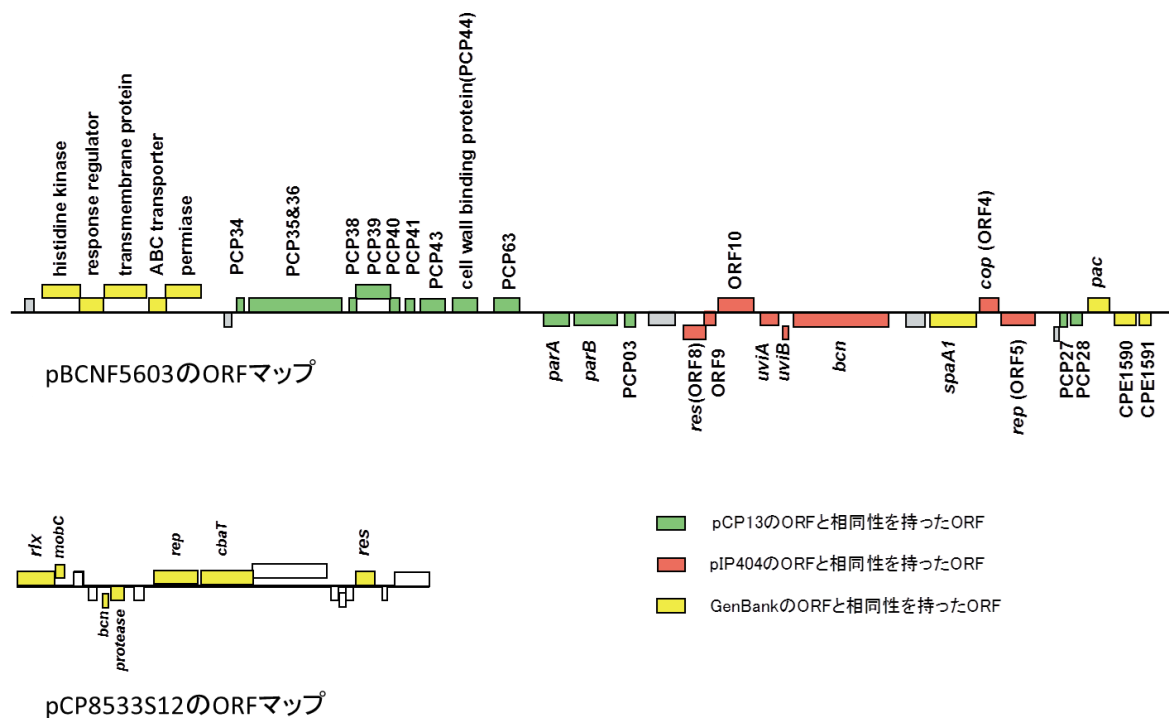 histidine kinase
response regulator
transmembrane protein
ABC transporter
permiase
PCP34
PCP35&36
PCP38
PCP39
PCP40
PCP41
PCP43
cell wall binding protein(PCP44)
PCP63
ORF10
cop (ORF4)
pac
parA
parB
PCP03
res(ORF8)
ORF9
uviA
uviB
bcn
spaA1
rep (ORF5)
PCP27
PCP28
CPE1590
CPE1591
pBCNF5603のORFマップ
rlx
mobC
rep
cbaT
res
bcn
protease
pCP8533S12のORFマップ
pCP13のORFと相同性を持ったORF
pIP404のORFと相同性を持ったORF
GenBankのORFと相同性を持ったORF